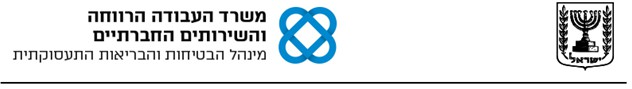 משרד העבודה הרווחה
והשירותים החברתיים
מינהל הבטיחות והבריאות התעסוקתית
ישראל